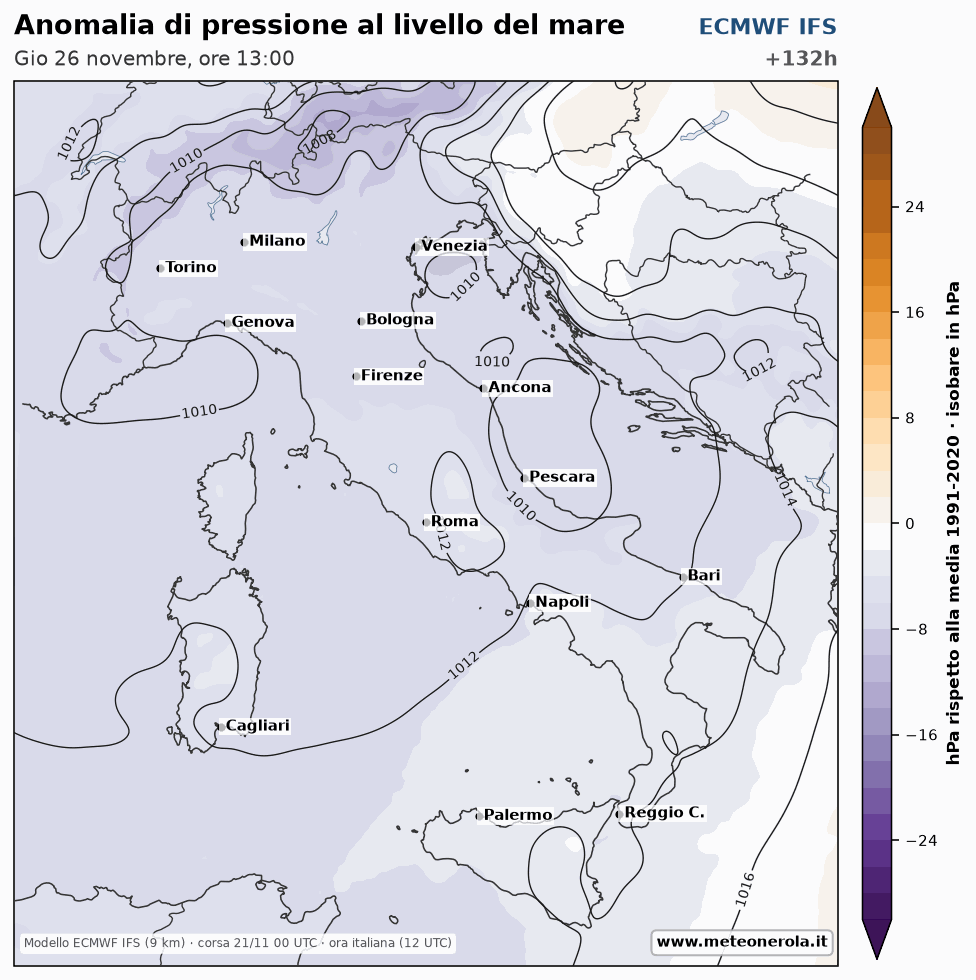 Anomalia di pressione al livello del mare
ECMWF IFS
Gio 26 novembre, ore 13:00
+132h
1012
1008
1010
Milano
Venezia
Torino
1010
Genova
Bologna
1010
1012
Firenze
Ancona
1010
Pescara
1014
1010
Roma
012
Bari
Napoli
1012
Cagliari
Palermo
Reggio C.
1016
Modello ECMWF IFS (9 km) · corsa 21/11 00 UTC · ora italiana (12 UTC)
www.meteonerola.it
24
16
8
0
−8
−16
−24
hPa rispetto alla media 1991-2020 · isobare in hPa